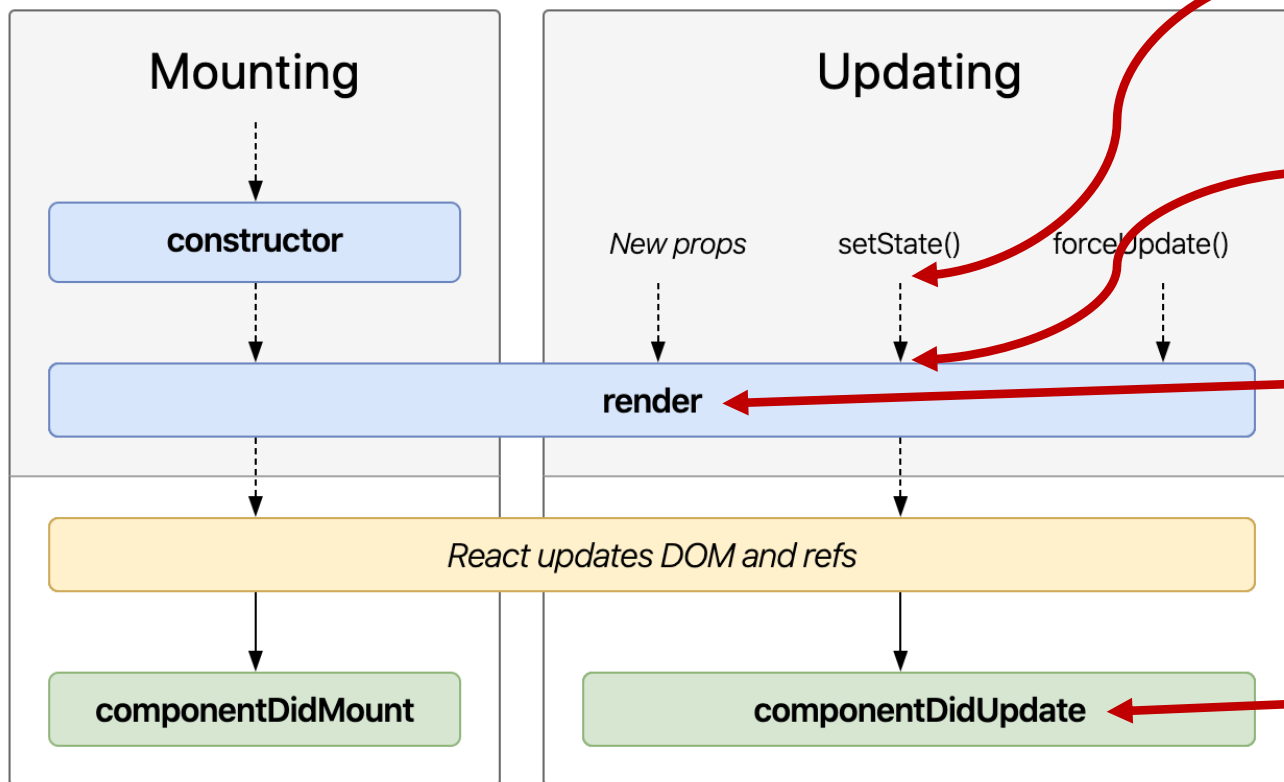 Mounting
Updating
constructor
New props
setState()
forceUpdate()
render
React updates DOM and refs
componentDidMount
componentDidUpdate